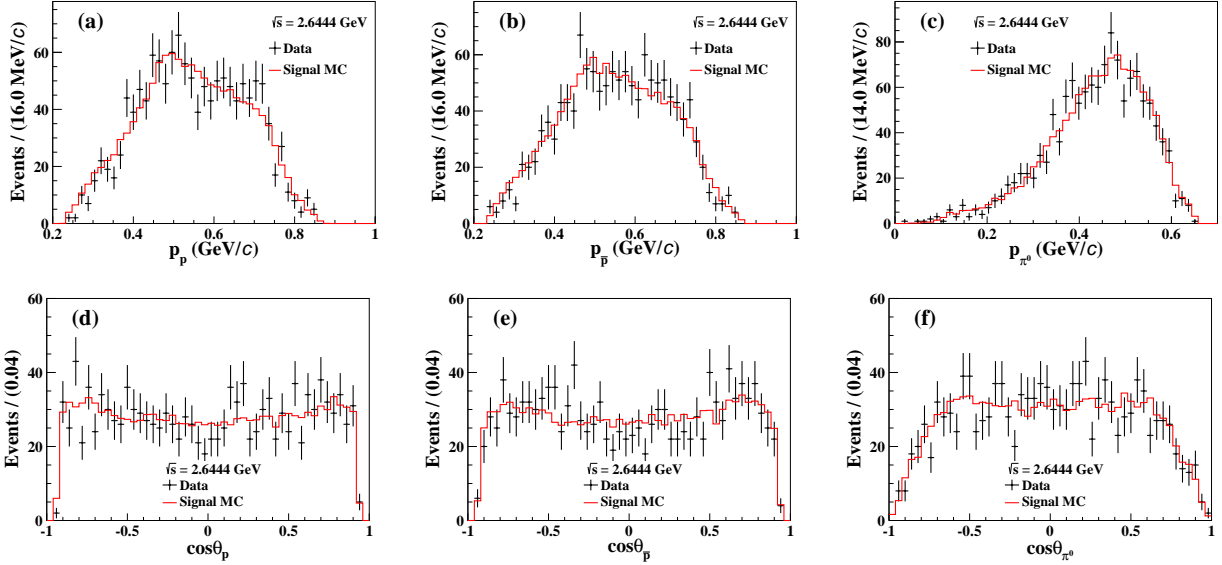 (a)
√s = 2.6444 GeV
Data
Signal MC
Events / (16.0 MeV/c)
60
40
20
0
0.2 0.4 0.6 0.8 1
p_p (GeV/c)
(b)
√s = 2.6444 GeV
Data
Signal MC
Events / (16.0 MeV/c)
80
60
40
20
0
0.2 0.4 0.6 0.8 1
p_p̅ (GeV/c)
(c)
√s = 2.6444 GeV
Data
Signal MC
Events / (14.0 MeV/c)
80
60
40
20
0
0 0.2 0.4 0.6
p_π⁰ (GeV/c)
(d)
Events / (0.04)
60
40
20
0
√s = 2.6444 GeV
Data
Signal MC
-1 -0.5 0 0.5 1
cosθ_p
(e)
Events / (0.04)
60
40
20
0
√s = 2.6444 GeV
Data
Signal MC
-1 -0.5 0 0.5 1
cosθ_p̅
(f)
Events / (0.04)
60
40
20
0
√s = 2.6444 GeV
Data
Signal MC
-1 -0.5 0 0.5 1
cosθ_π⁰